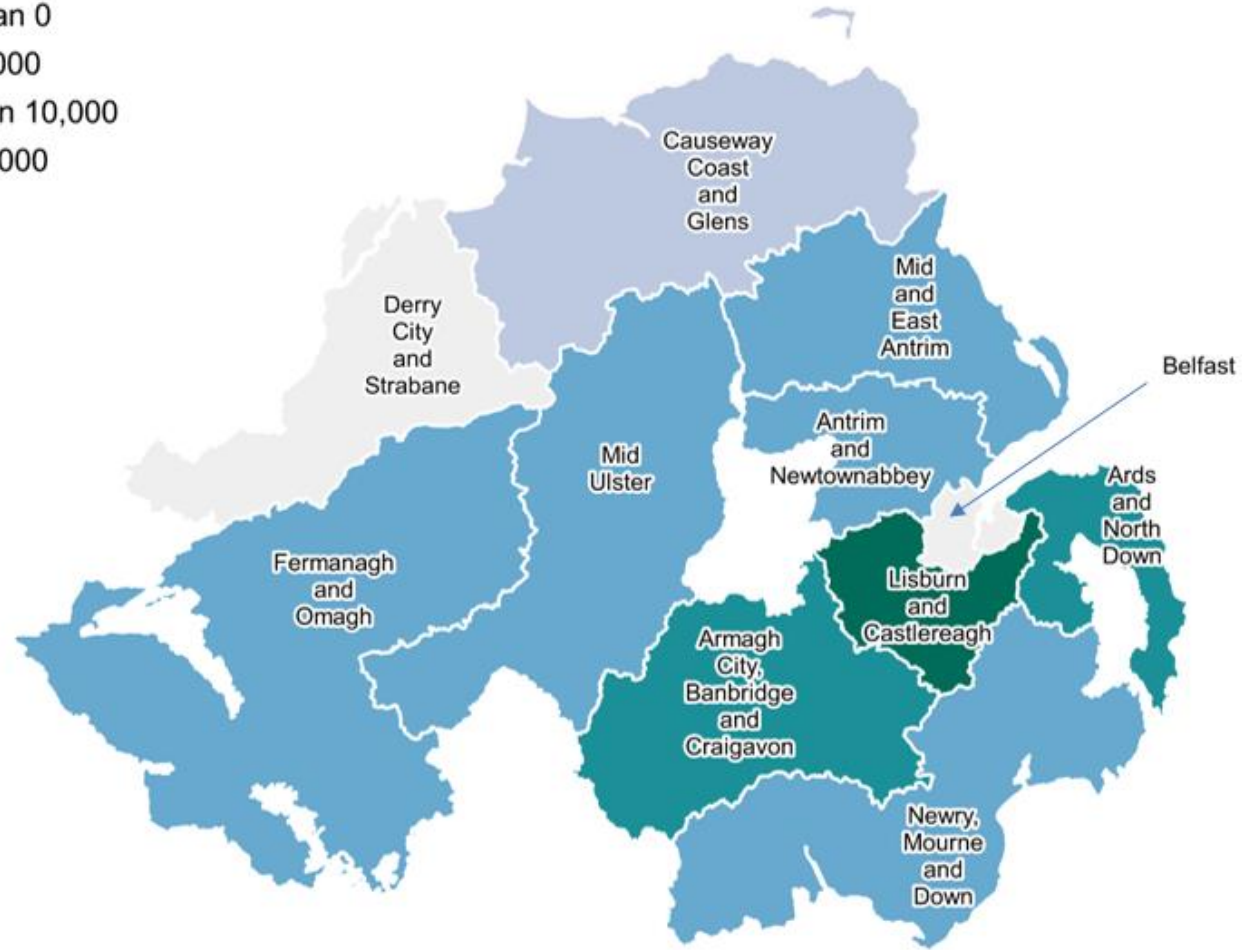 an 0
000
n 10,000
000
Causeway
Coast
and
Glens
Mid
and
East
Antrim
Derry
City
and
Strabane
Belfast
Antrim
and
Newtownabbey
Mid
Ulster
Ards
and
North
Down
Fermanagh
and
Omagh
Lisburn
and
Castlereagh
Armagh
City,
Banbridge
and
Craigavon
Newry,
Mourne
and
Down